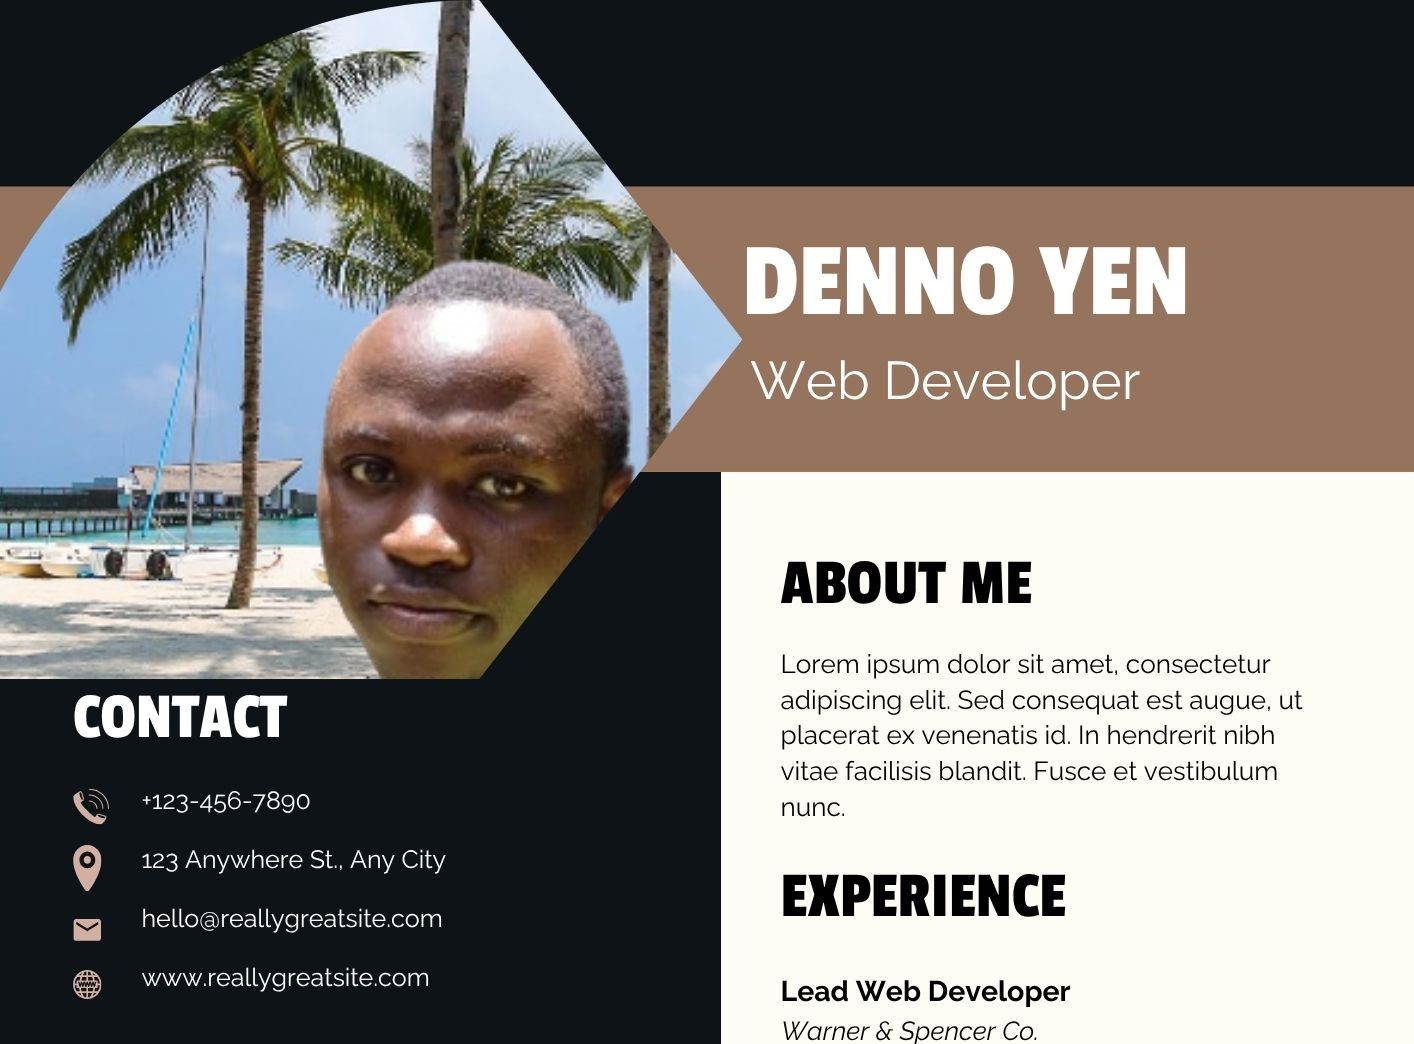 DENNO YEN
Web Developer
CONTACT
+123-456-7890
123 Anywhere St., Any City
hello@reallygreatsite.com
www.reallygreatsite.com
ABOUT ME
Lorem ipsum dolor sit amet, consectetur
adipiscing elit. Sed consequat est augue, ut
placerat ex venenatis id. In hendrerit nibh
vitae facilisis blandit. Fusce et vestibulum
nunc.
EXPERIENCE
Lead Web Developer
Warner & Spencer Co.